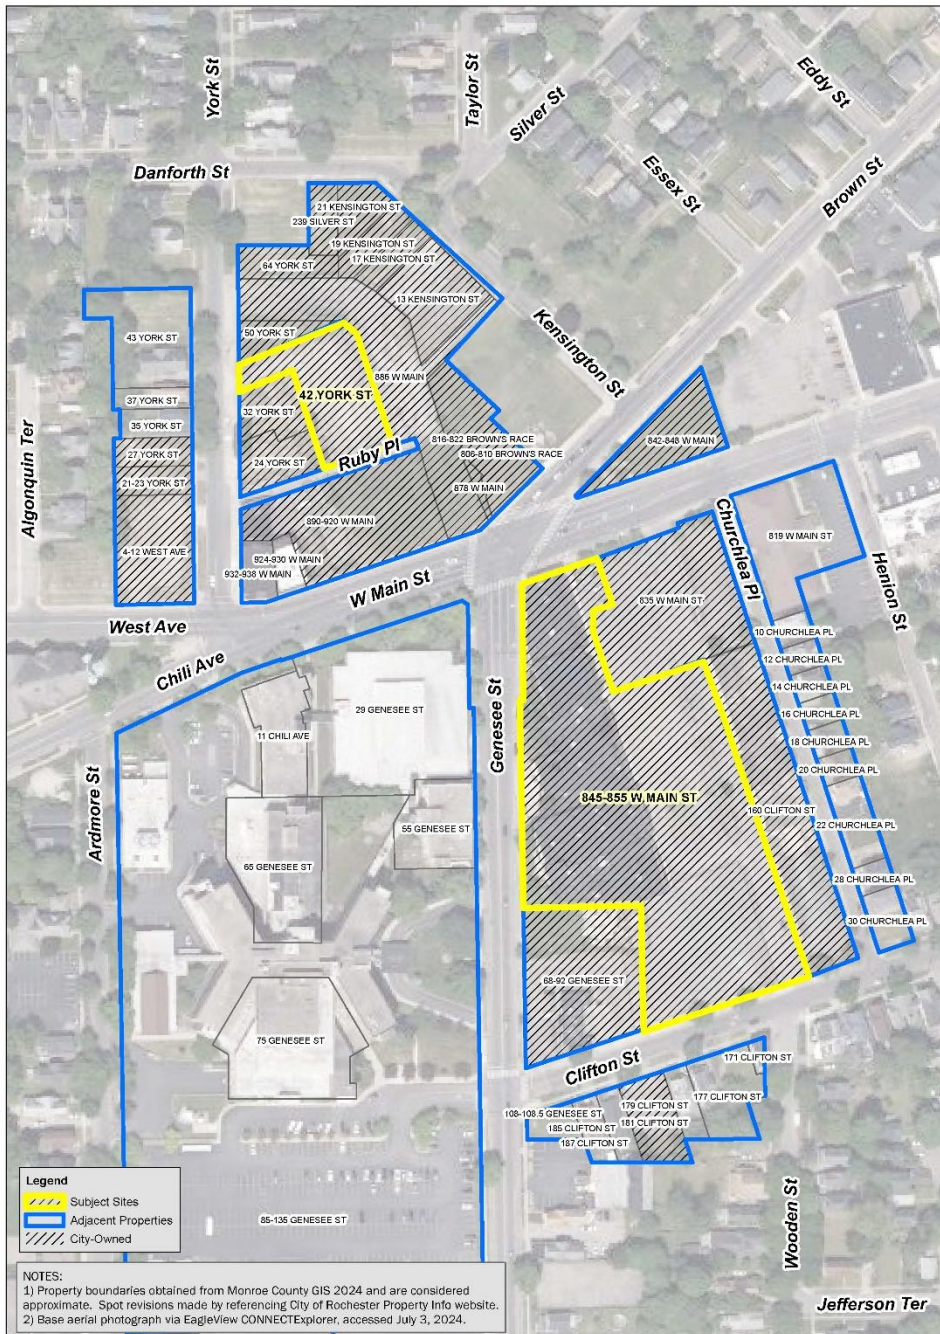 York St
Taylor St
Silver St
Eddy St
Danforth St
Essex St
Brown St
21 KENSINGTON ST
239 SILVER ST
19 KENSINGTON ST
17 KENSINGTON ST
64 YORK ST
13 KENSINGTON ST
Kensington St
43 YORK ST
50 YORK ST
886 W MAIN
42 YORK ST
37 YORK ST
32 YORK ST
35 YORK ST
Algonquin Ter
27 YORK ST
24 YORK ST
Ruby Pl
816-822 BROWN'S RACE
806-810 BROWN'S RACE
842-848 W MAIN
21-23 YORK ST
878 W MAIN
890-920 W MAIN
4-12 WEST AVE
924-930 W MAIN
932-938 W MAIN
W Main St
Churchlea Pl
819 W MAIN ST
Henion St
835 W MAIN ST
West Ave
Chili Ave
10 CHURCHLEA PL
12 CHURCHLEA PL
14 CHURCHLEA PL
16 CHURCHLEA PL
18 CHURCHLEA PL
20 CHURCHLEA PL
22 CHURCHLEA PL
28 CHURCHLEA PL
30 CHURCHLEA PL
Genesee St
29 GENESEE ST
11 CHILI AVE
Ardmore St
845-855 W MAIN ST
160 CLIFTON ST
55 GENESEE ST
65 GENESEE ST
68-92 GENESEE ST
75 GENESEE ST
Clifton St
171 CLIFTON ST
177 CLIFTON ST
108-108.5 GENESEE ST
179 CLIFTON ST
185 CLIFTON ST
181 CLIFTON ST
187 CLIFTON ST
Wooden St
85-135 GENESEE ST
Jefferson Ter
Legend
Subject Sites
Adjacent Properties
City-Owned
NOTES:
1) Property boundaries obtained from Monroe County GIS 2024 and are considered
approximate. Spot revisions made by referencing City of Rochester Property Info website.
2) Base aerial photograph via EagleView CONNECTExplorer, accessed July 3, 2024.